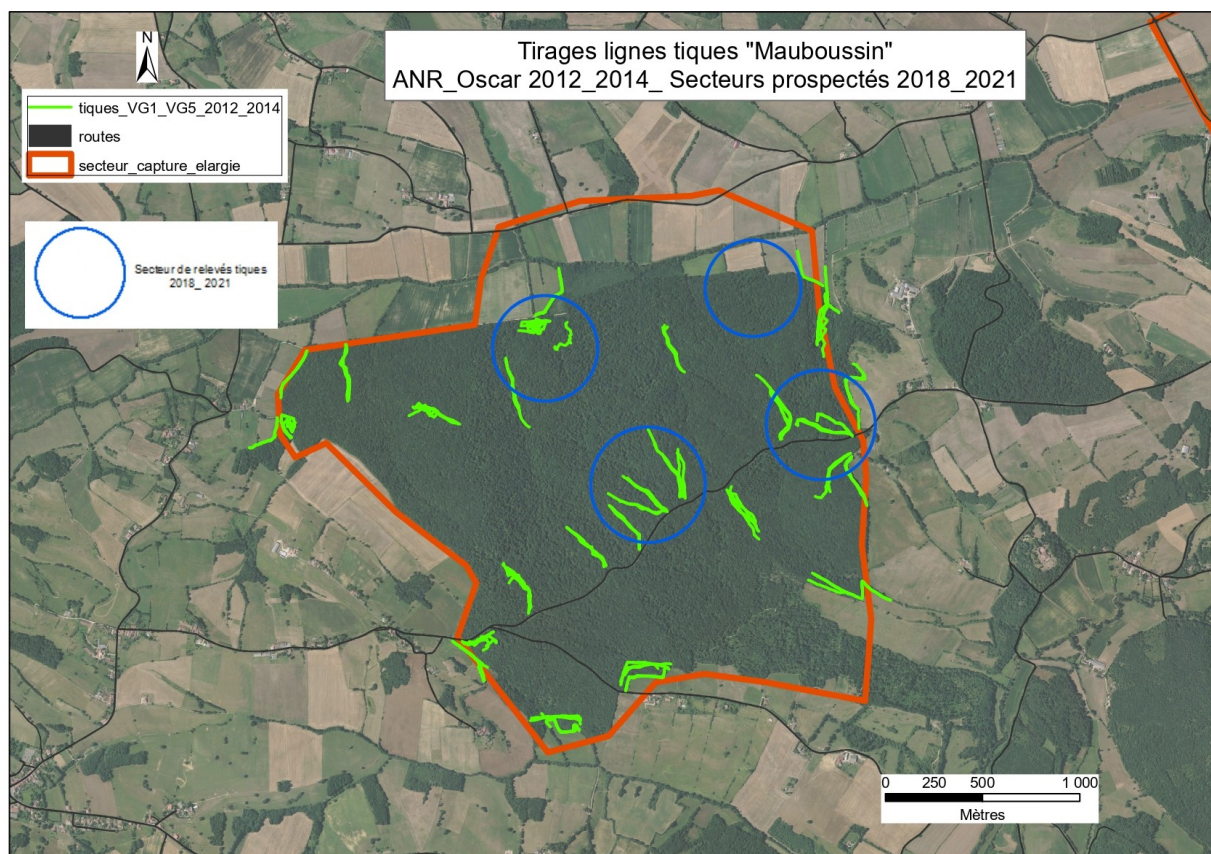 Tirages lignes tiques "Mauboussin"
ANR_Oscar 2012_2014_ Secteurs prospectés 2018_2021
N
tiques_VG1_VG5_2012_2014
routes
secteur_capture_elargie
Secteur de relevés tiques
2018_ 2021
0 250 500 1 000
Mètres